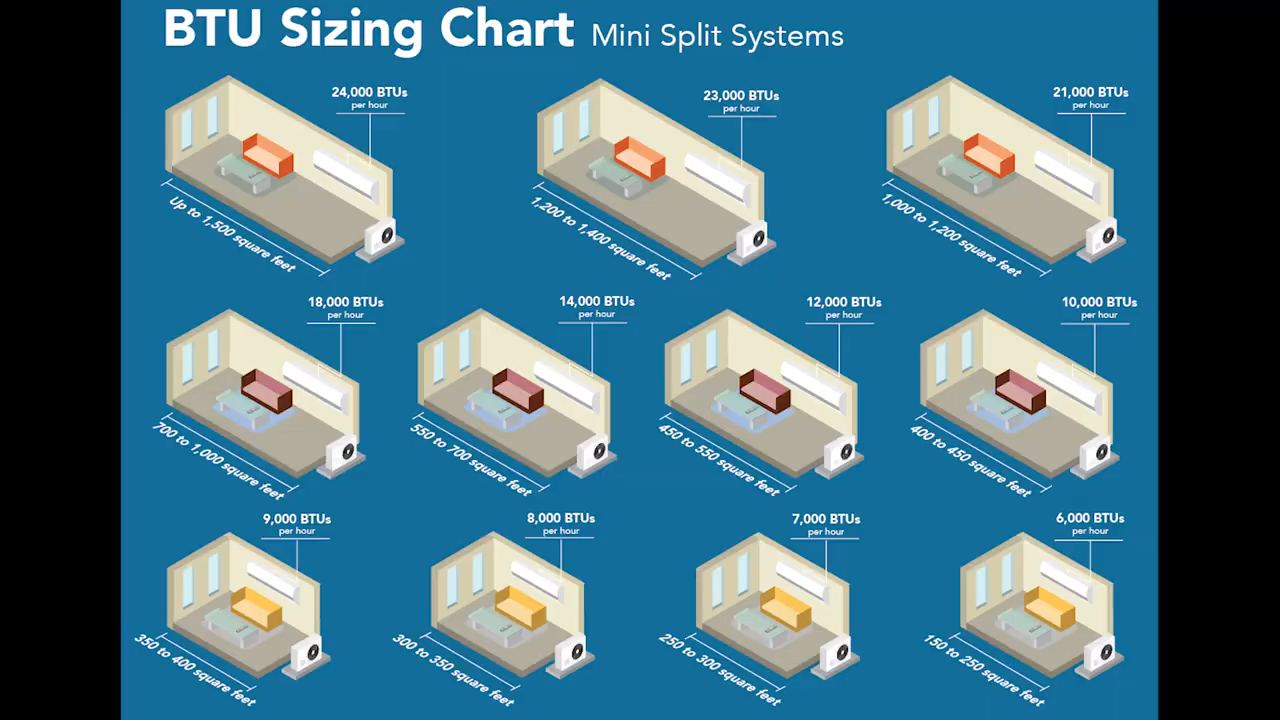 BTU Sizing Chart Mini Split Systems
24,000 BTUs
per hour
Up to 1,500 square feet
23,000 BTUs
per hour
1,200 to 1,400 square feet
21,000 BTUs
per hour
1,000 to 1,200 square feet
18,000 BTUs
per hour
700 to 1,000 square feet
14,000 BTUs
per hour
550 to 700 square feet
12,000 BTUs
per hour
450 to 550 square feet
10,000 BTUs
per hour
400 to 450 square feet
9,000 BTUs
per hour
350 to 400 square feet
8,000 BTUs
per hour
300 to 350 square feet
7,000 BTUs
per hour
250 to 300 square feet
6,000 BTUs
per hour
150 to 250 square feet